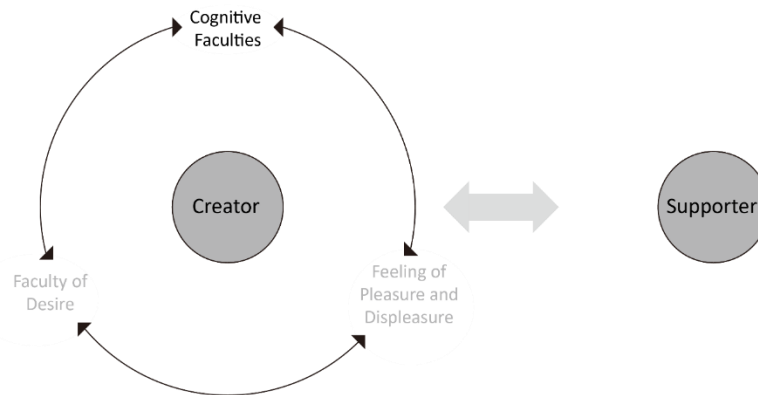 Cognitive
Faculties
Creator
Supporter
Faculty of
Desire
Feeling of
Pleasure and
Displeasure